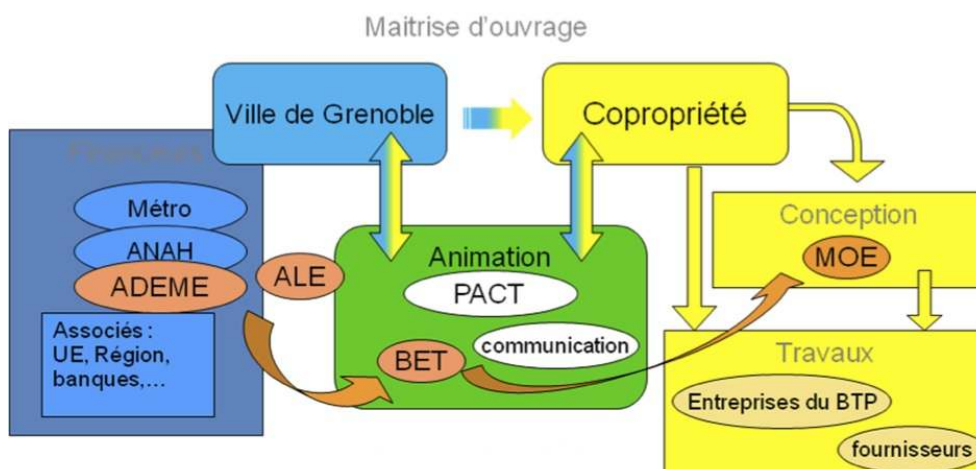 Maitrise d'ouvrage
Ville de Grenoble
Copropriété
Financeurs
Métro
ANAH
ADEME
ALE
Associés :
UE, Région,
banques,...
Animation
PACT
communication
BET
Conception
MOE
Travaux
Entreprises du BTP
fournisseurs